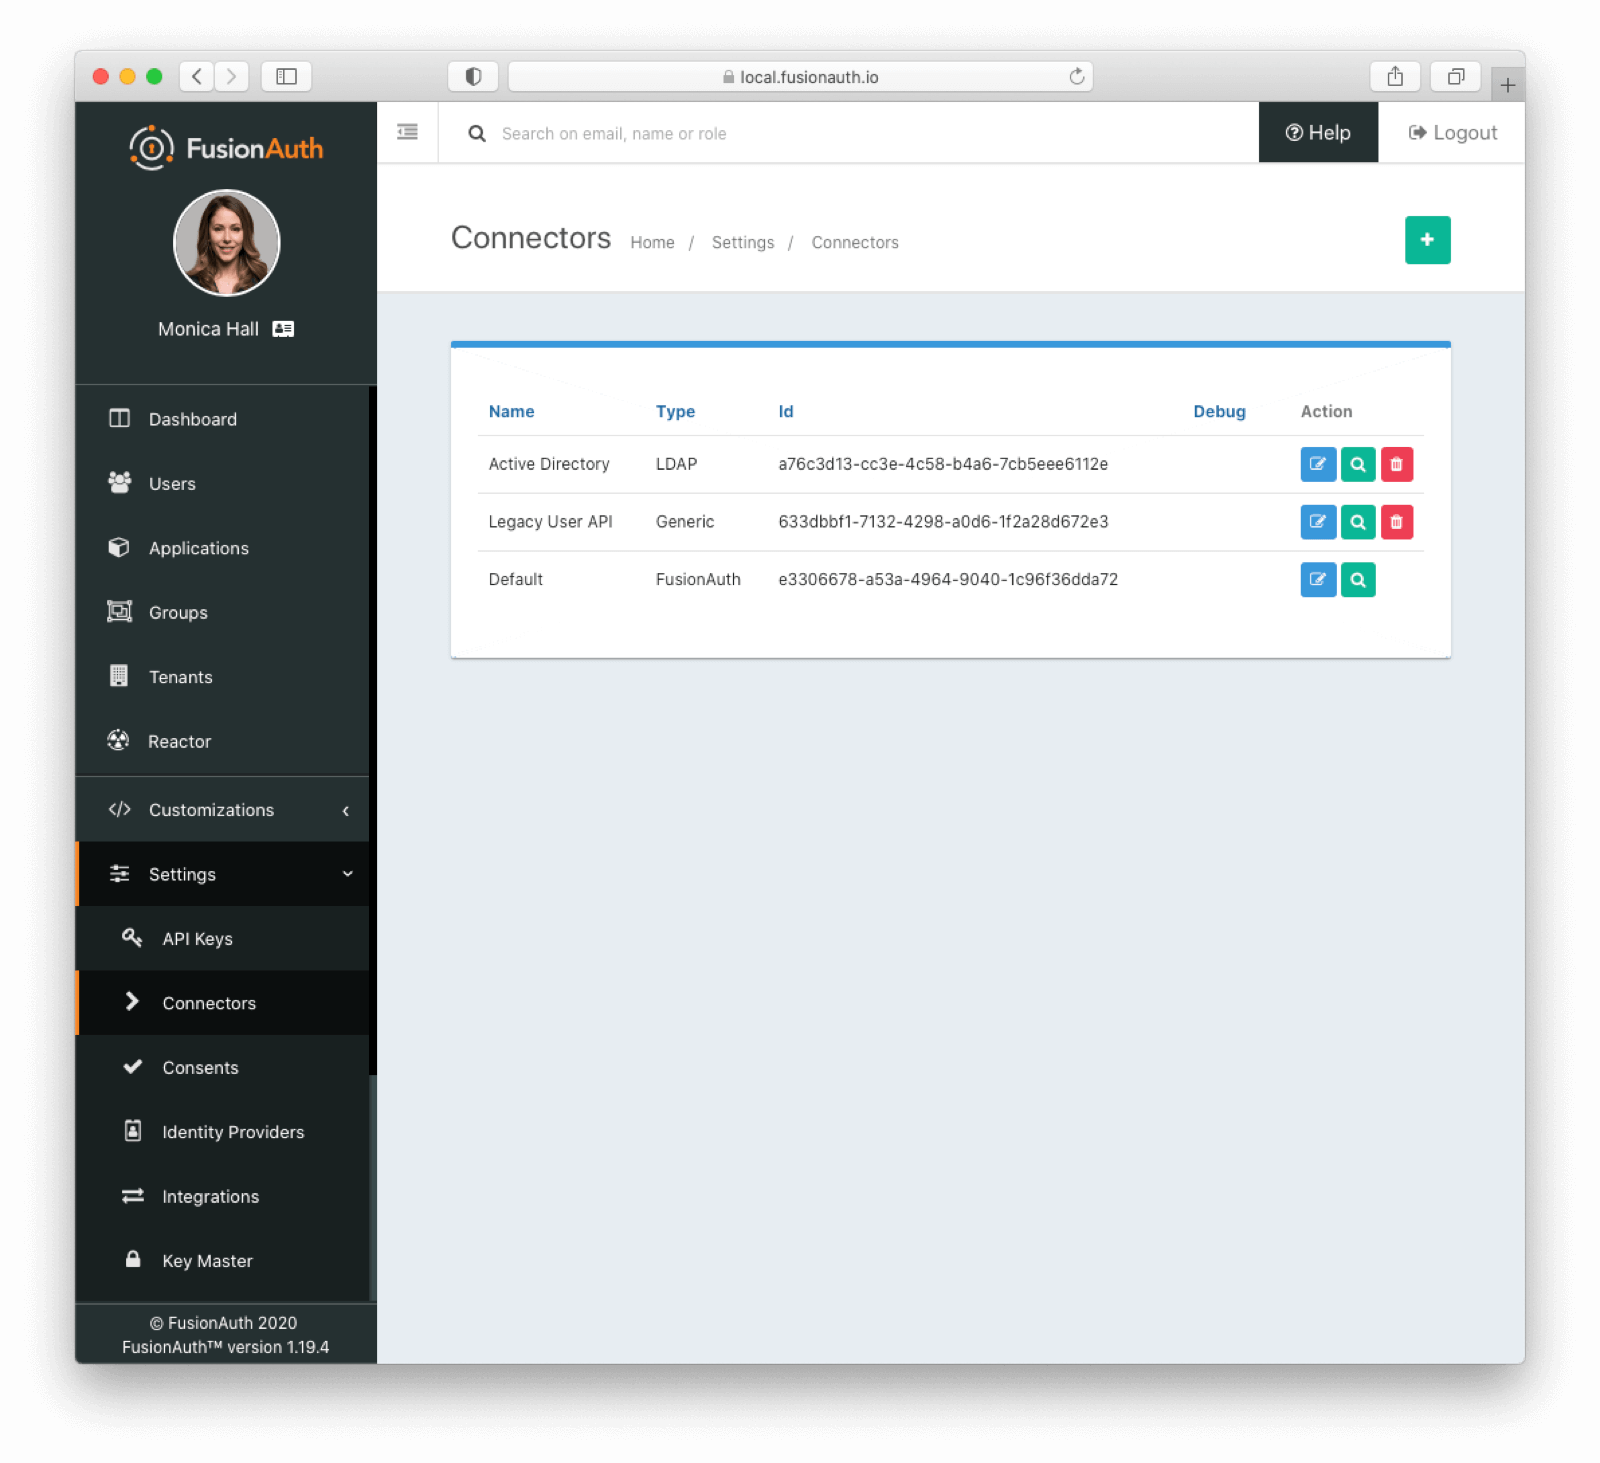 local.fusionauth.io
FusionAuth
Search on email, name or role
Help
Logout
Monica Hall
Connectors
Home / Settings / Connectors
Dashboard
Users
Applications
Groups
Tenants
Reactor
Customizations
Settings
API Keys
Connectors
Consents
Identity Providers
Integrations
Key Master
© FusionAuth 2020
FusionAuth™ version 1.19.4
Name Type Id Debug Action
Active Directory LDAP a76c3d13-cc3e-4c58-b4a6-7cb5eee6112e
Legacy User API Generic 633dbbf1-7132-4298-a0d6-1f2a28d672e3
Default FusionAuth e3306678-a53a-4964-9040-1c96f36dda72